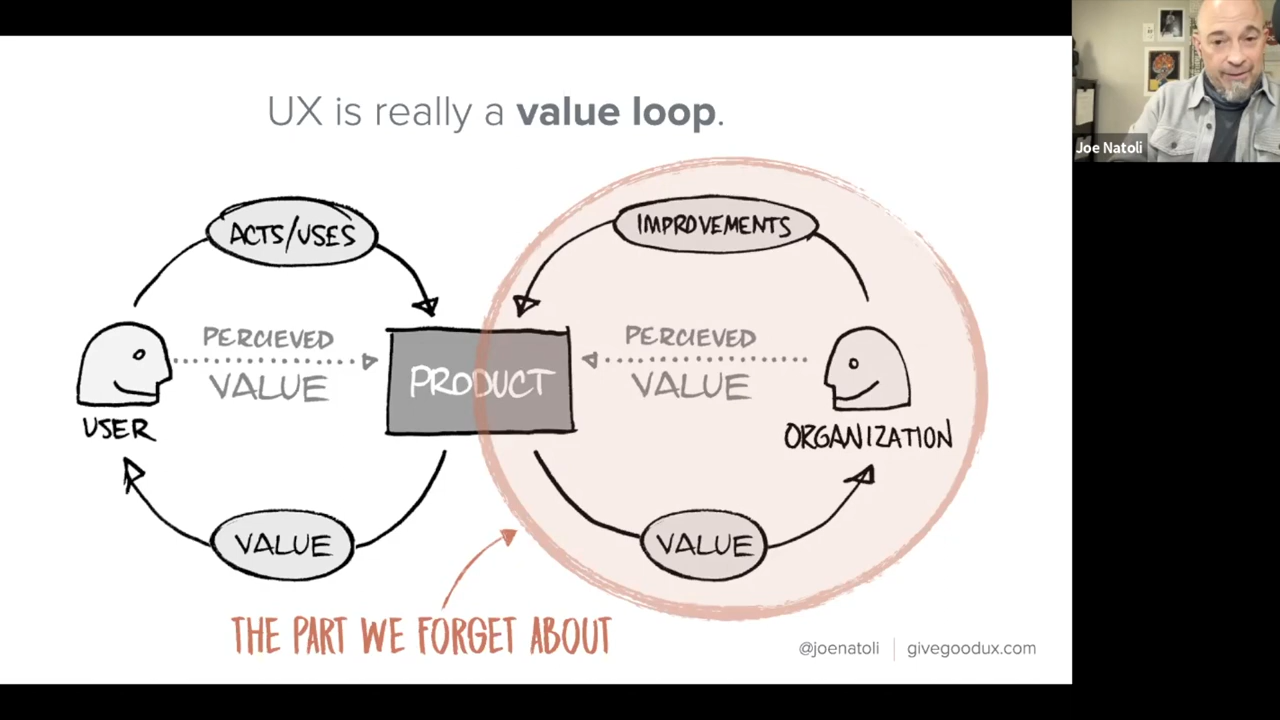 UX is really a value loop.
Joe Natoli
ACTS/USES
IMPROVEMENTS
PERCIEVED
VALUE
PRODUCT
PERCIEVED
VALUE
USER
ORGANIZATION
VALUE
VALUE
THE PART WE FORGET ABOUT
@joenatoli
givegoodux.com